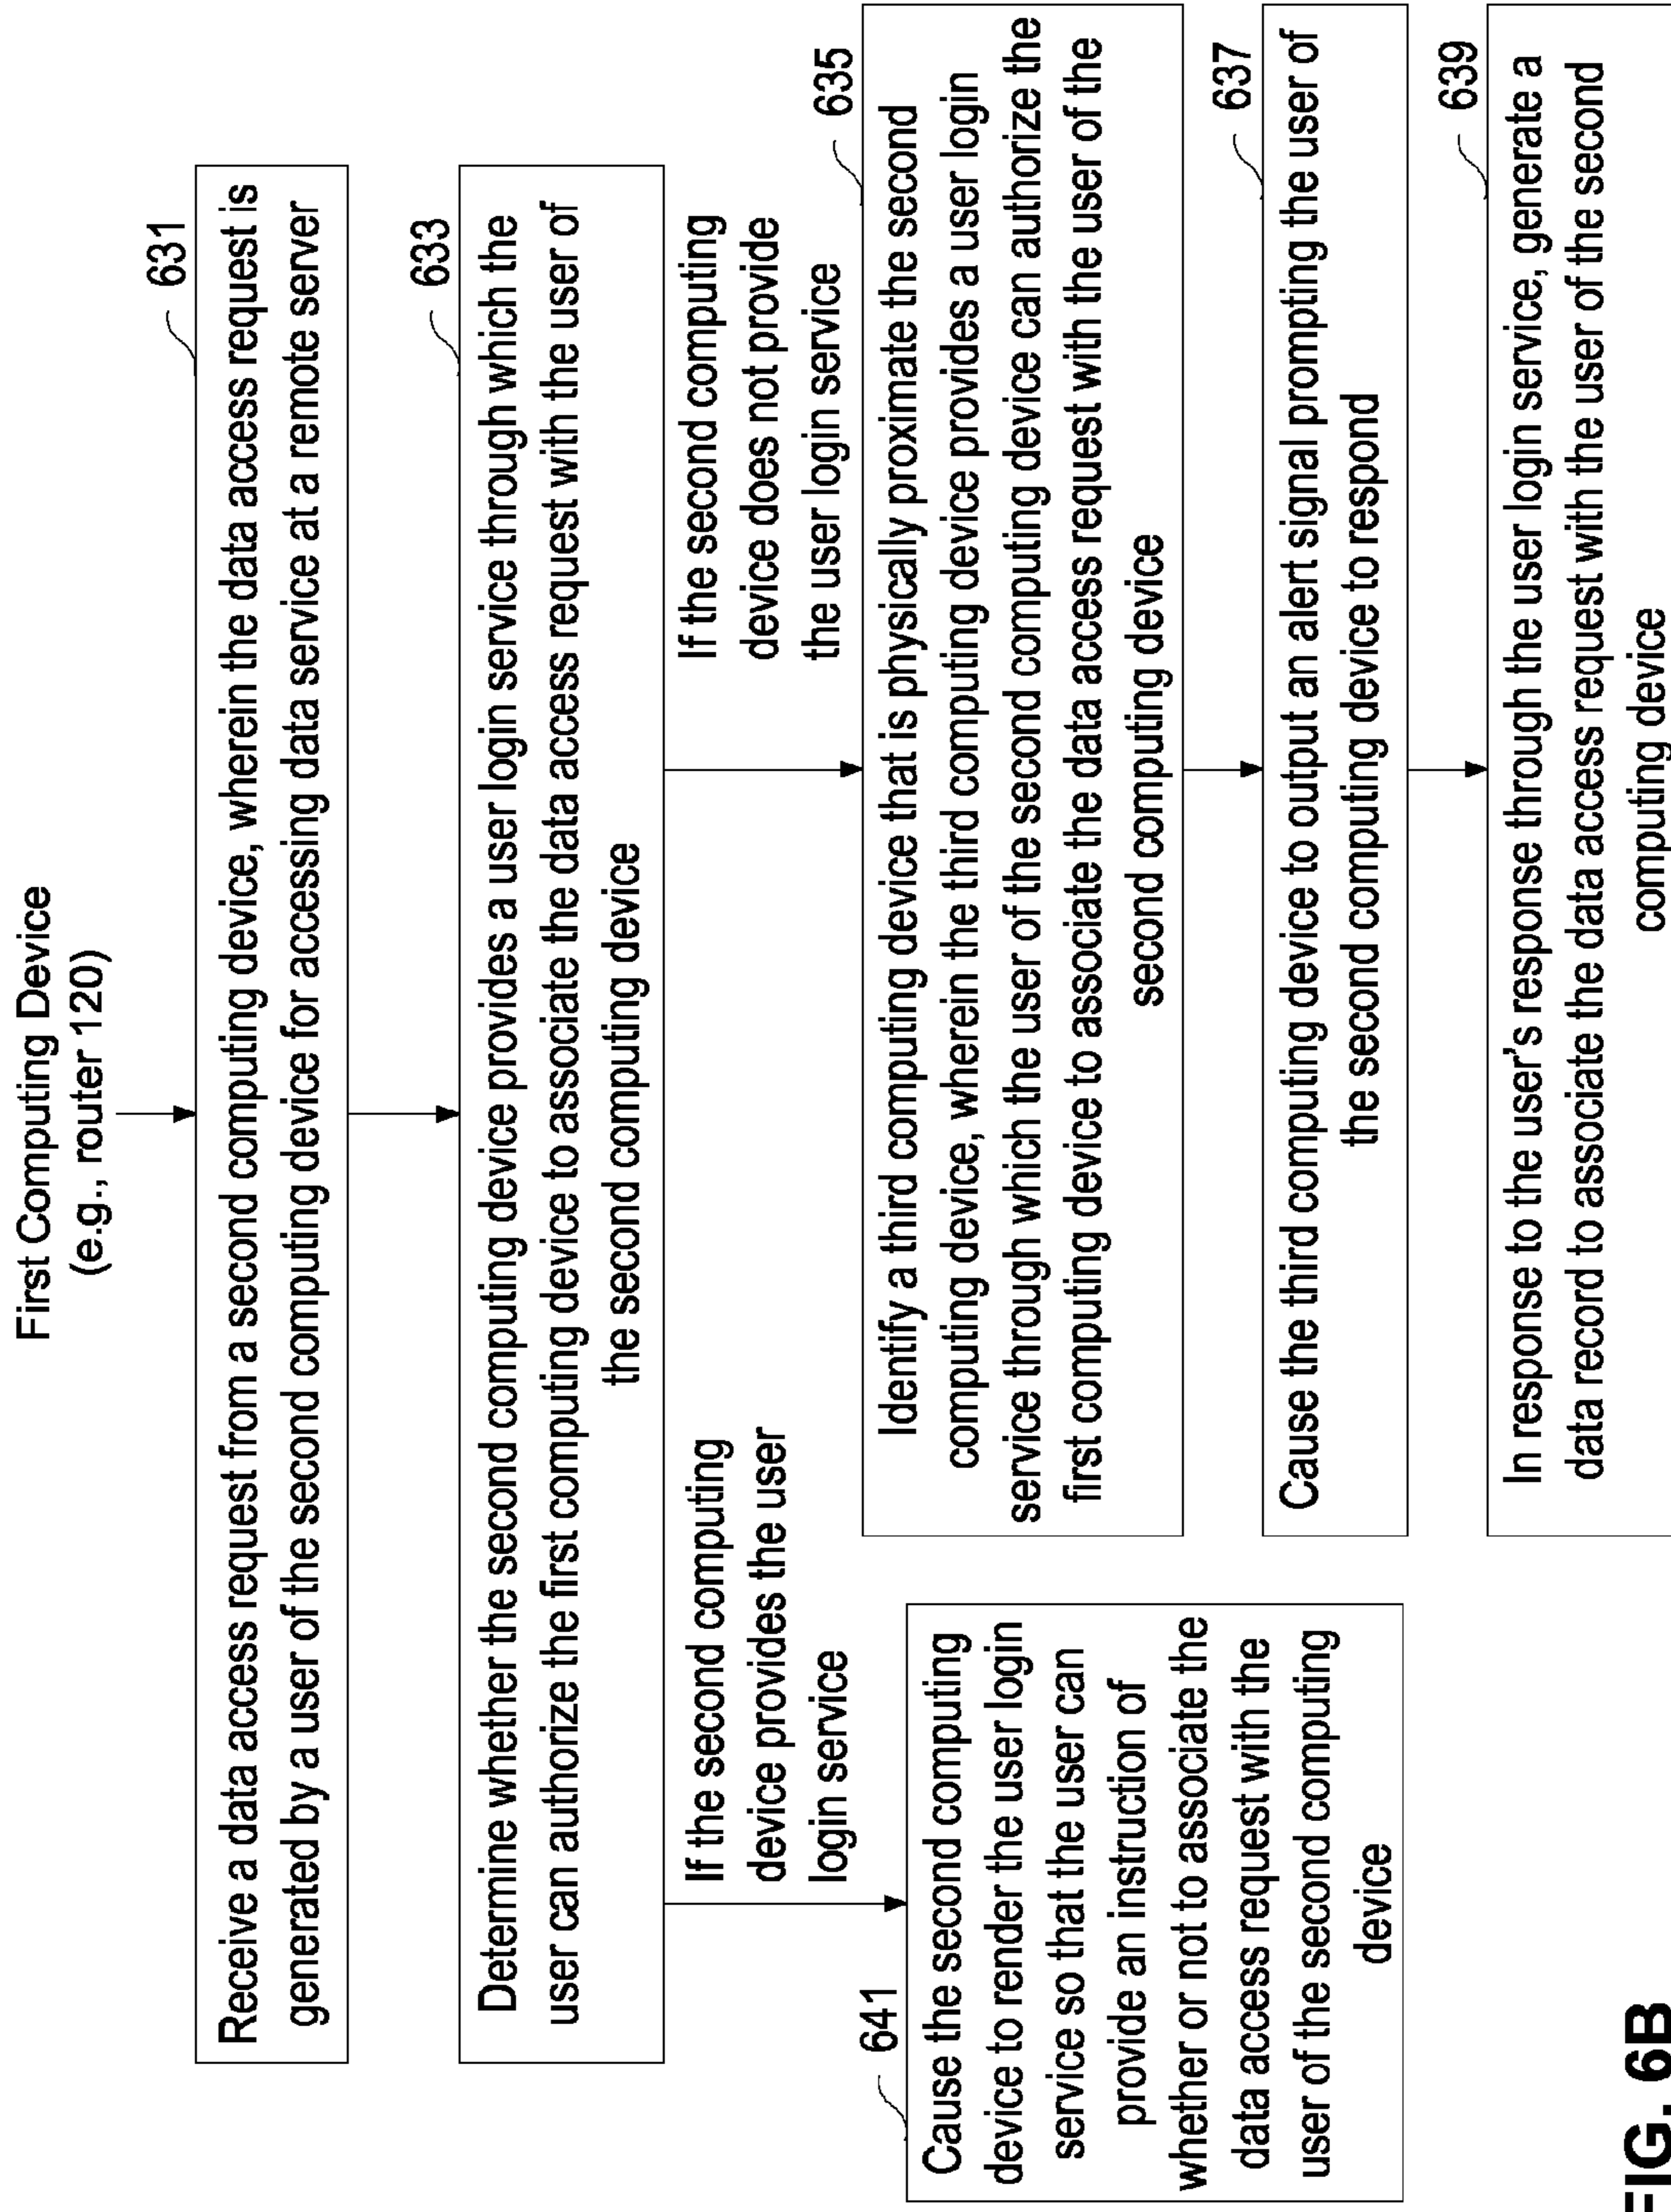 First Computing Device
(e.g., router 120)
631
Receive a data access request from a second computing device, wherein the data access request is
generated by a user of the second computing device for accessing data service at a remote server
633
Determine whether the second computing device provides a user login service through which the
user can authorize the first computing device to associate the data access request with the user of
the second computing device
If the second computing
device provides the user
login service
If the second computing
device does not provide
the user login service
641
Cause the second computing
device to render the user login
service so that the user can
provide an instruction of
whether or not to associate the
data access request with the
user of the second computing
device
635
Identify a third computing device that is physically proximate the second
computing device, wherein the third computing device provides a user login
service through which the user of the second computing device can authorize the
first computing device to associate the data access request with the user of the
second computing device
637
Cause the third computing device to output an alert signal prompting the user of
the second computing device to respond
639
In response to the user's response through the user login service, generate a
data record to associate the data access request with the user of the second
computing device
FIG. 6B